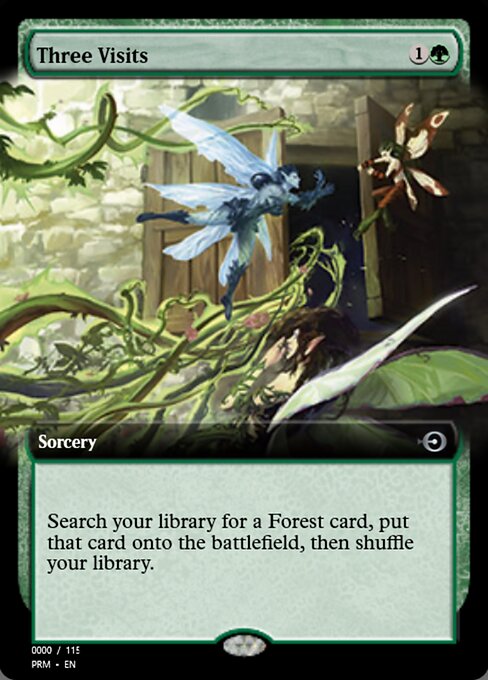 Three Visits 1
Sorcery
Search your library for a Forest card, put
that card onto the battlefield, then shuffle
your library.
0000 / 115
PRM • EN